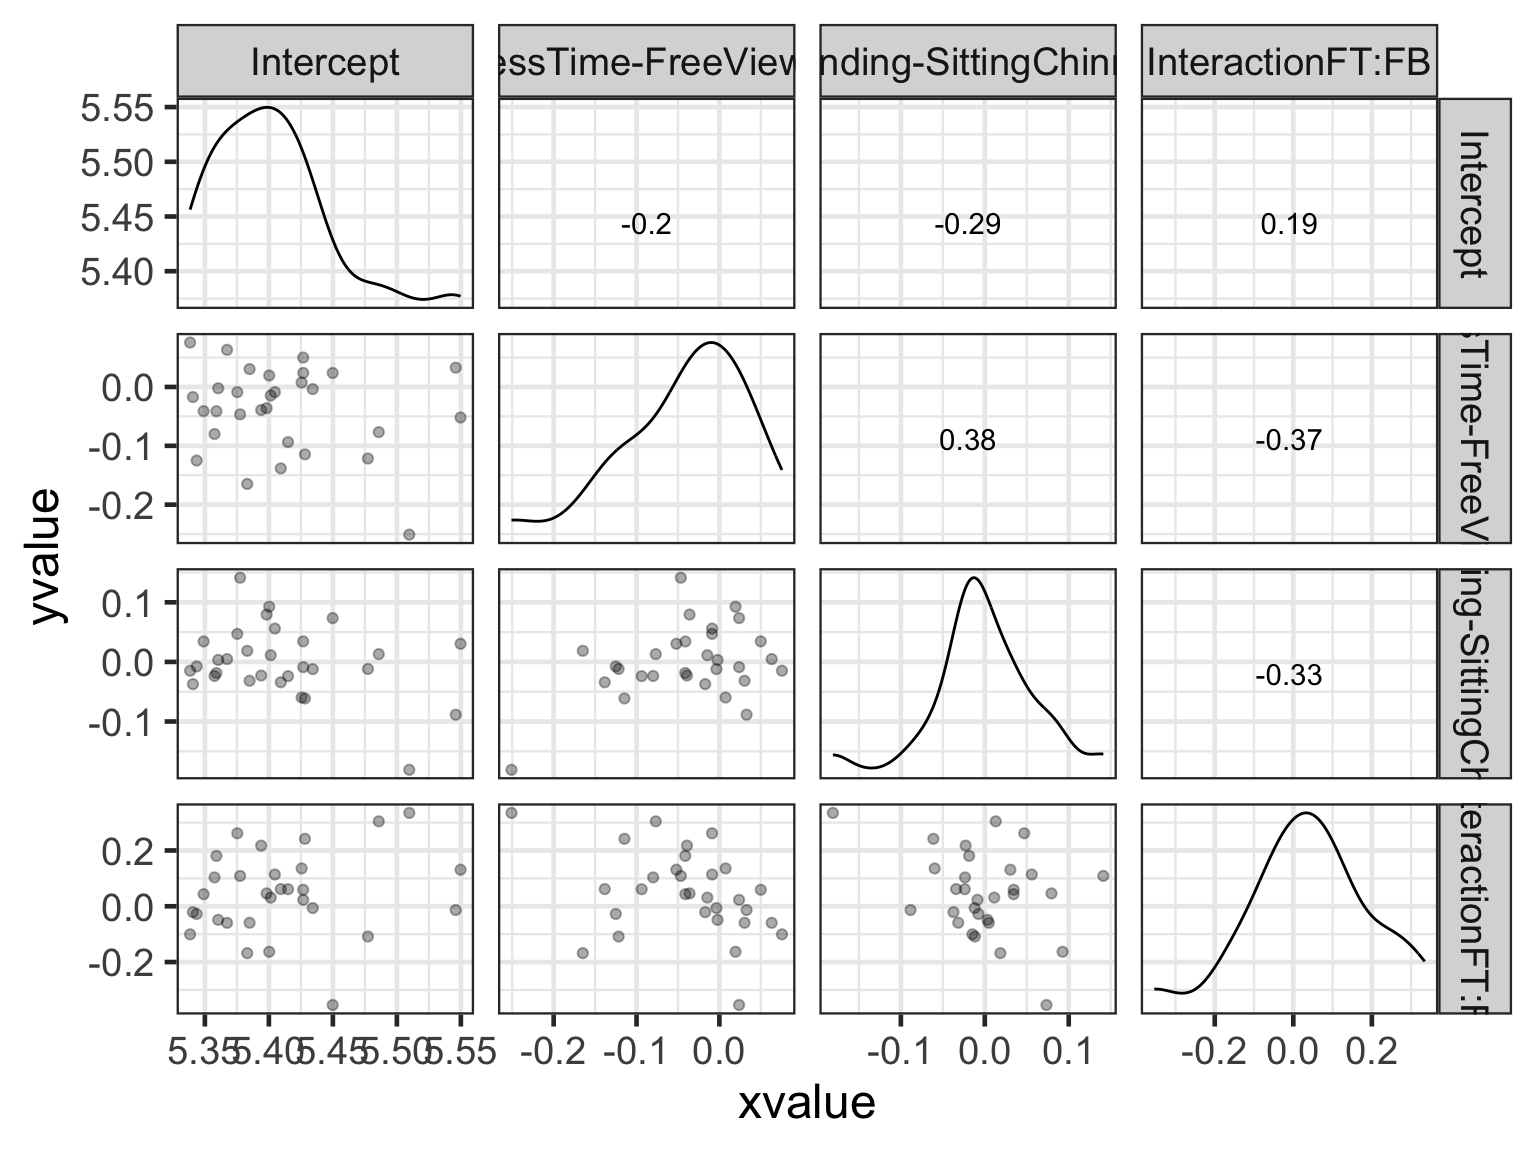 Intercept
essTime-FreeView
nding-SittingChin
InteractionFT:FB
5.55
5.50
5.45
5.40
-0.2
-0.29
0.19
Intercept
0.0
-0.1
-0.2
0.38
-0.37
sTime-FreeV
0.1
0.0
-0.1
-0.33
ing-SittingCh
0.2
0.0
-0.2
teractionFT:F
yvalue
5.35 5.40 5.45 5.50 5.55
-0.2 -0.1 0.0
-0.1 0.0 0.1
-0.2 0.0 0.2
xvalue